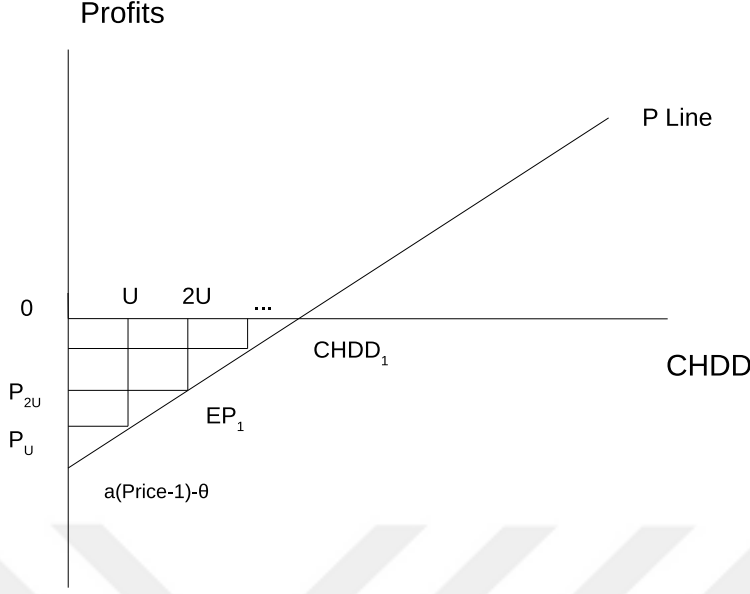 Profits
P Line
0
U
2U
...
CHDD1
CHDD
P2U
EP1
PU
a(Price-1)-θ